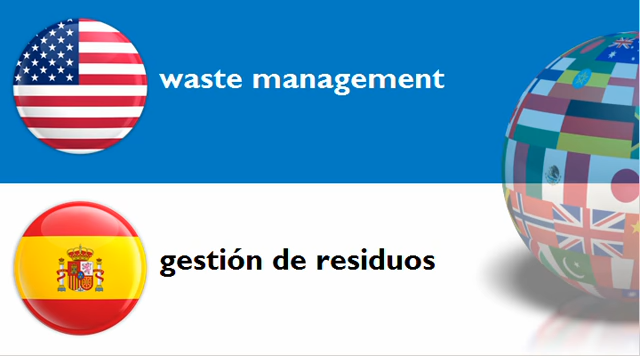 waste management
gestión de residuos